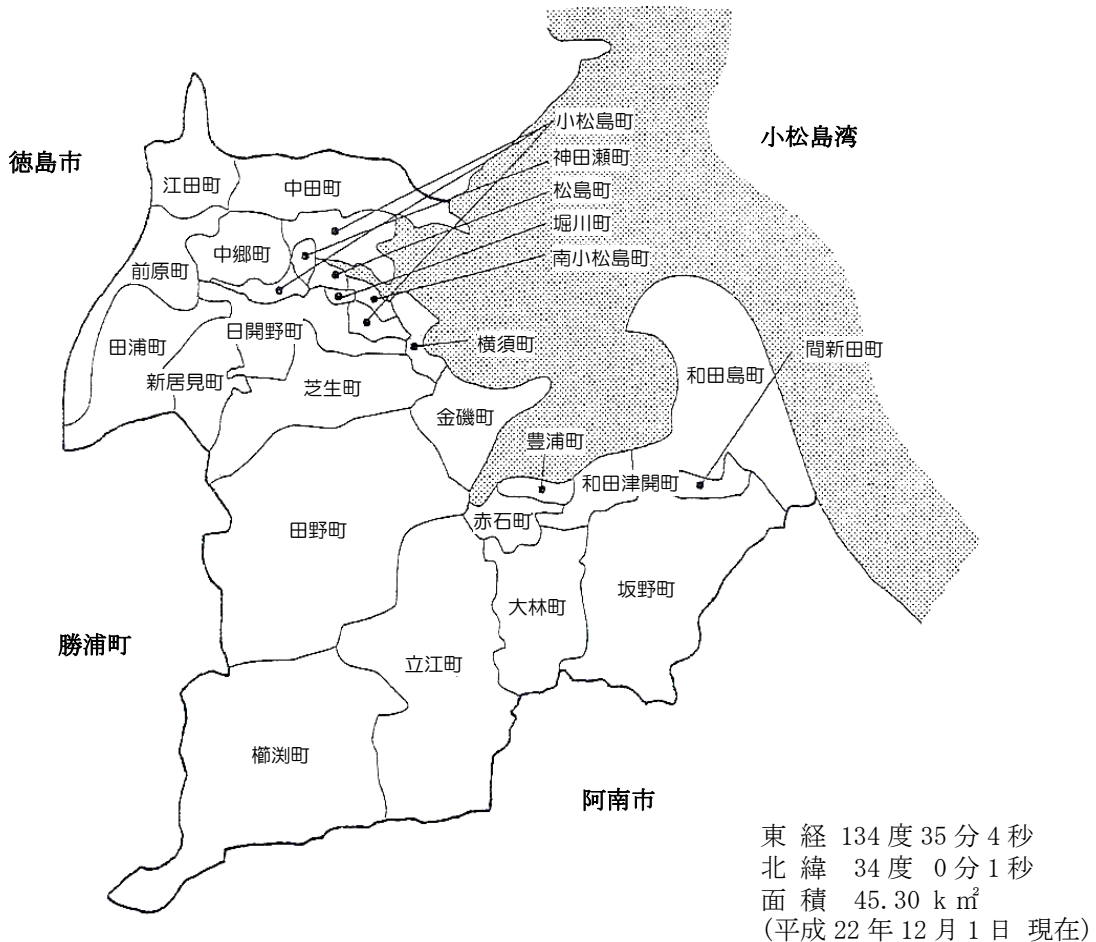 小松島町
小松島湾
徳島市
神田瀬町
江田町
中田町
松島町
堀川町
中郷町
南小松島町
前原町
日開野町
横須町
間新田町
田浦町
新居見町
芝生町
和田島町
金磯町
豊浦町
和田津開町
赤石町
田野町
坂野町
大林町
勝浦町
立江町
櫛渕町
阿南市
東 経 134 度 35 分 4 秒
北 緯 34 度 0 分 1 秒
面 積 45.30 k㎡
(平成 22 年 12 月 1 日 現在)